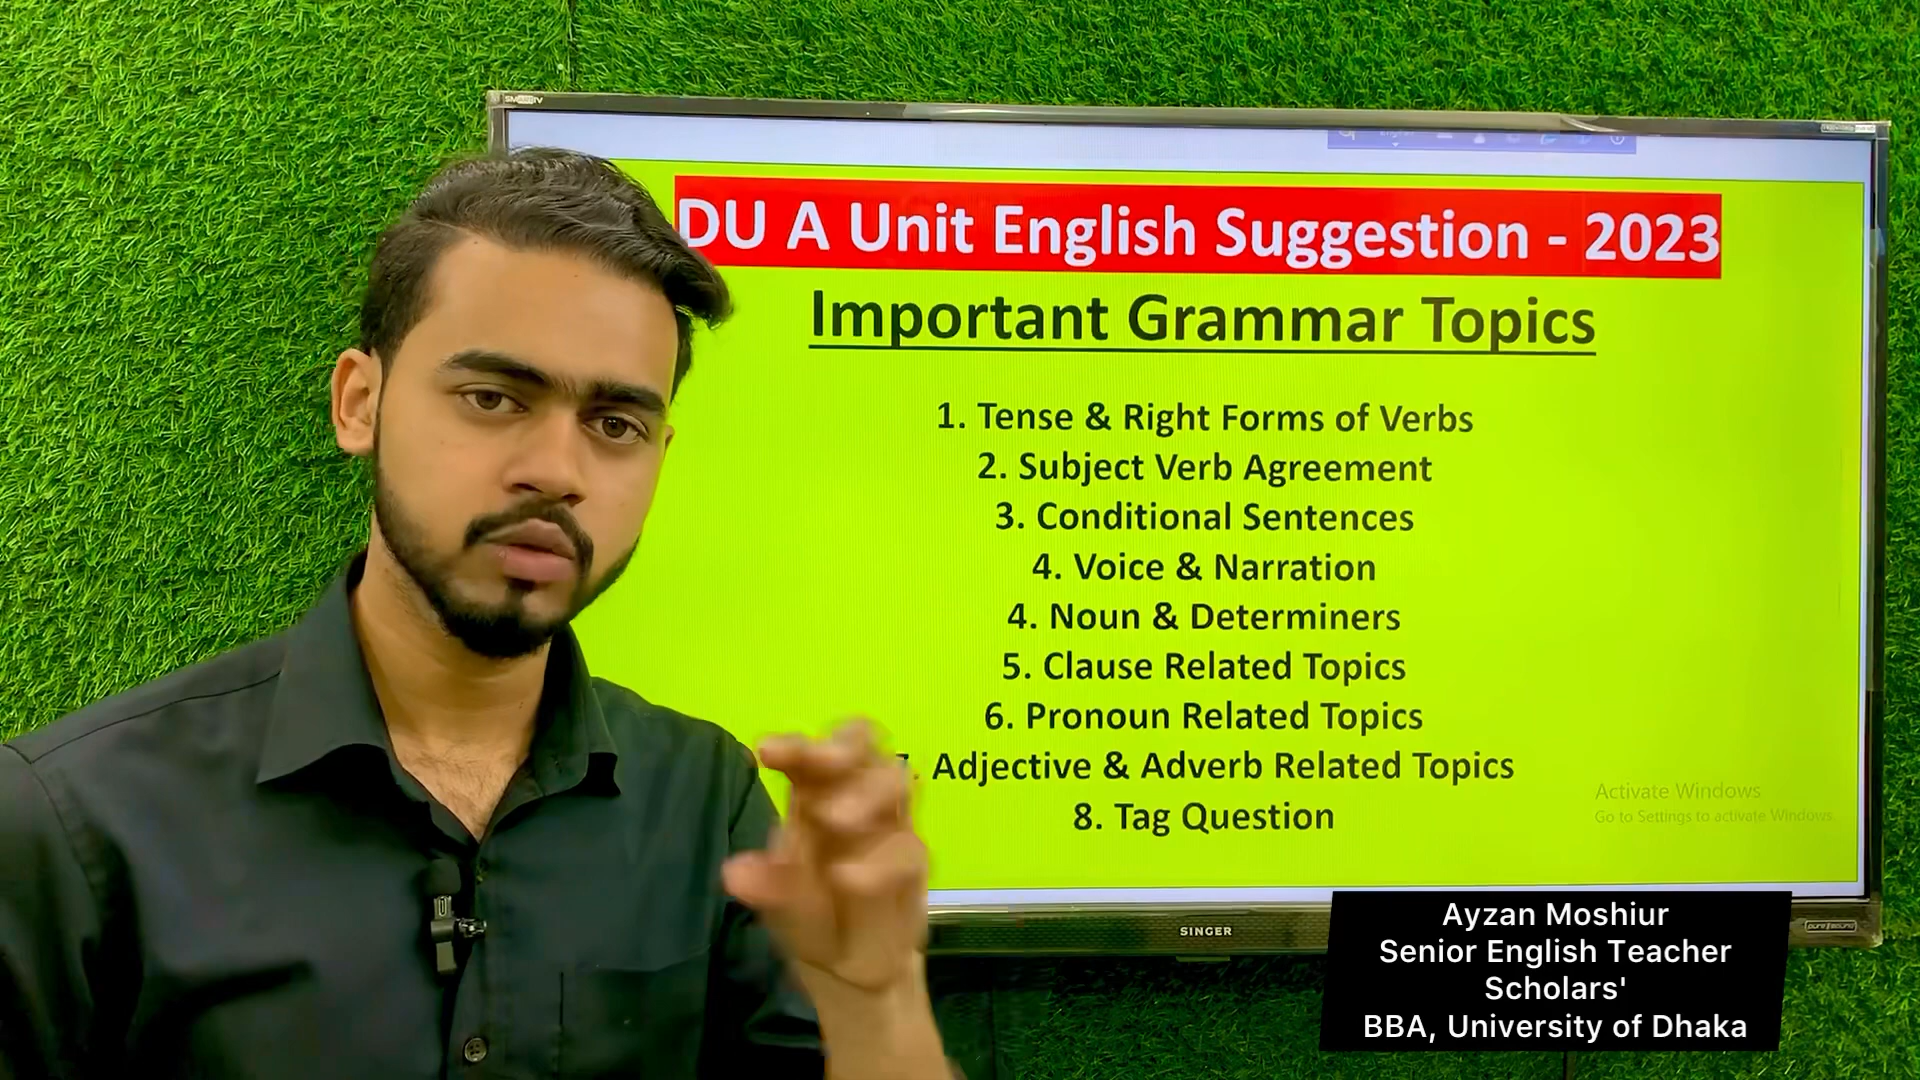 SMART TV
DU A Unit English Suggestion - 2023
Important Grammar Topics
1. Tense & Right Forms of Verbs
2. Subject Verb Agreement
3. Conditional Sentences
4. Voice & Narration
4. Noun & Determiners
5. Clause Related Topics
6. Pronoun Related Topics
Adjective & Adverb Related Topics
8. Tag Question
Activate Windows
Go to Settings to activate Windows.
SINGER
Ayzan Moshiur
Senior English Teacher
Scholars'
BBA, University of Dhaka